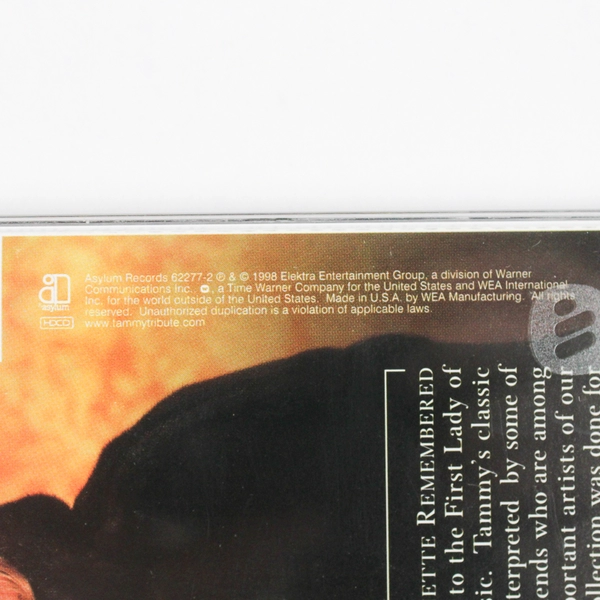 Asylum Records 62277-2 ℗ & © 1998 Elektra Entertainment Group, a division of Warner
Communications Inc., a Time Warner Company for the United States and WEA International
Inc. for the world outside of the United States. Made in U.S.A. by WEA Manufacturing. All rights
reserved. Unauthorized duplication is a violation of applicable laws.
www.tammytribute.com
asylum
HDCD
ETTE REMEMBERED
to the First Lady of
sic. Tammy's classic
terpreted by some of
ends who are among
portant artists of our
llection was done for